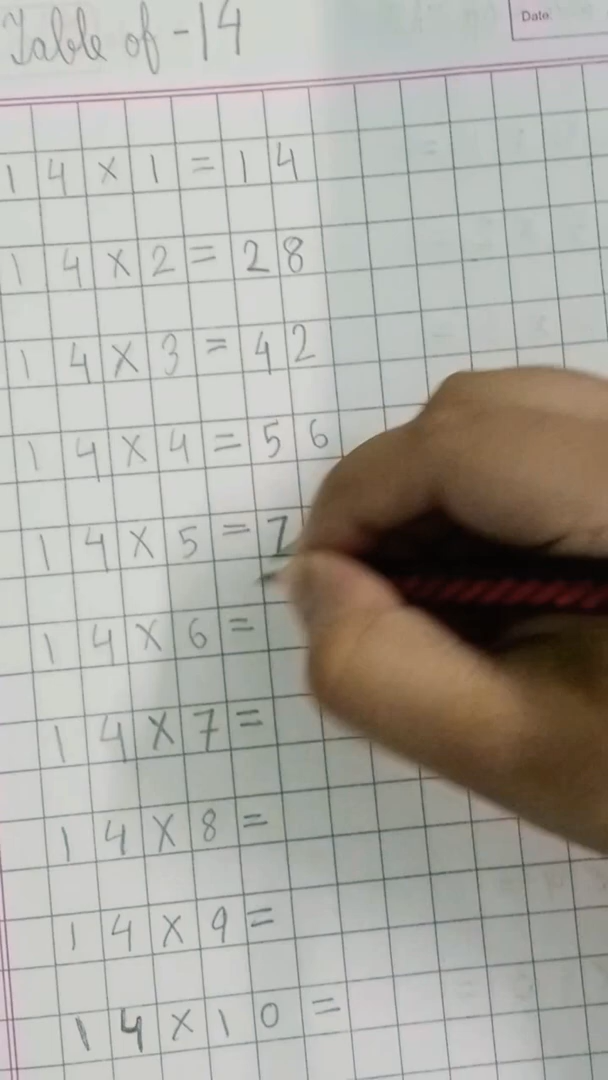 Table of -14
Date
14 x 1 = 14
14 x 2 = 28
14 x 3 = 42
14 x 4 = 56
14 x 5 = 7
14 x 6 =
14 x 7 =
14 x 8 =
14 x 9 =
14 x 10 =